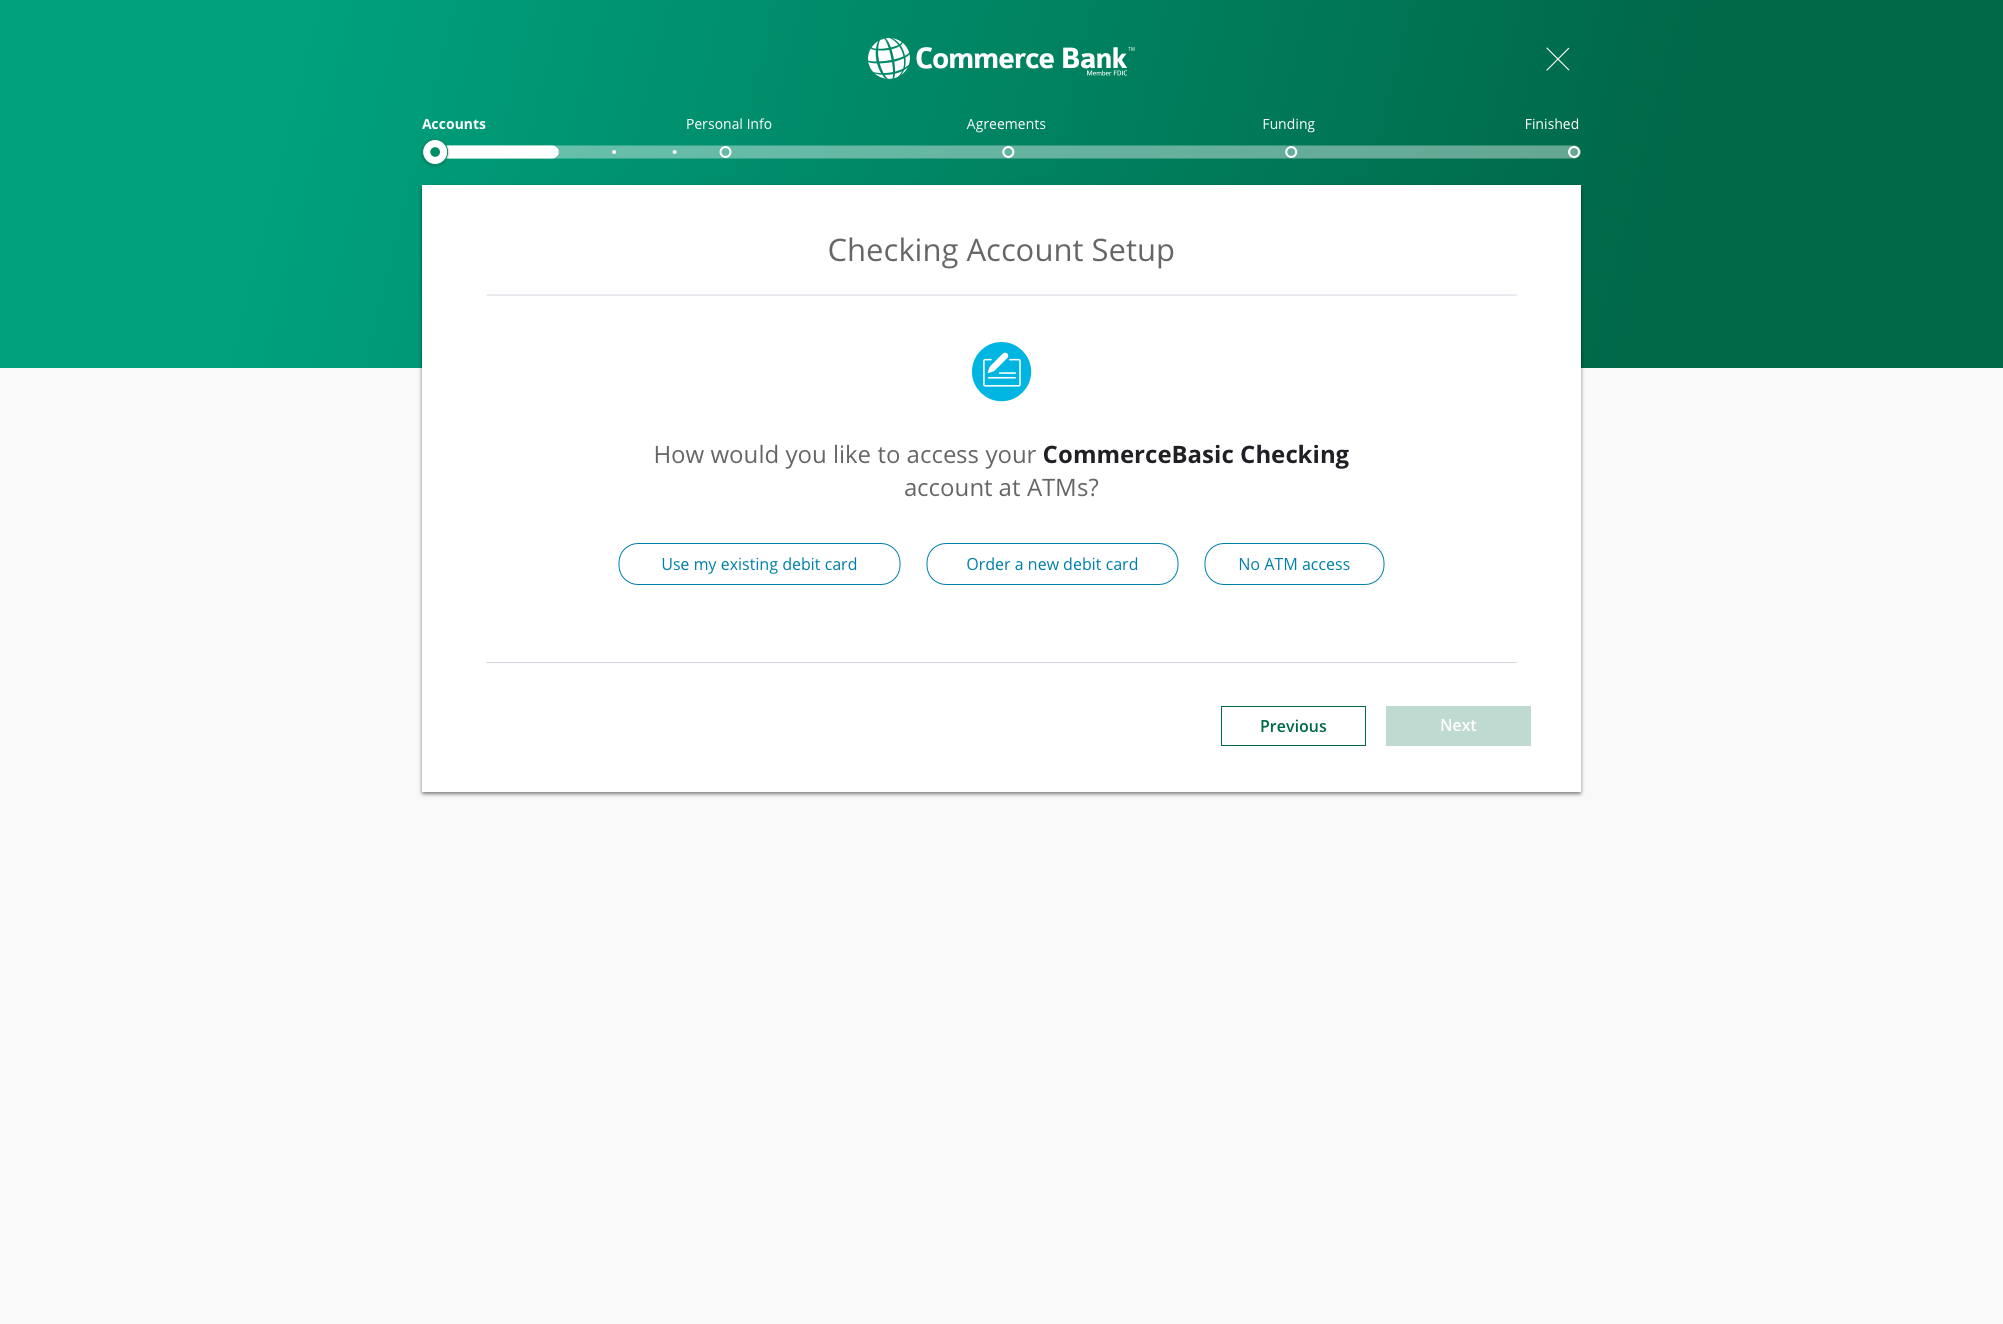 Commerce Bank™
Member FDIC
Accounts
Personal Info
Agreements
Funding
Finished
Checking Account Setup
How would you like to access your CommerceBasic Checking
account at ATMs?
Use my existing debit card
Order a new debit card
No ATM access
Previous
Next